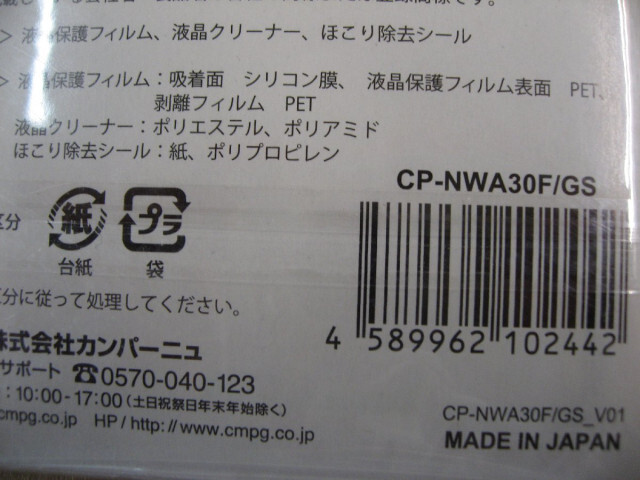 > 液晶保護フィルム、液晶クリーナー、ほこり除去シール
> 液晶保護フィルム：吸着面　シリコン膜、　液晶保護フィルム表面　PET、
剥離フィルム　PET
液晶クリーナー：ポリエステル、ポリアミド
ほこり除去シール：紙、ポリプロピレン
CP-NWA30F/GS
区分 紙 プラ
台紙 袋
区分に従って処理してください。
4 589962 102442
株式会社カンパーニュ
サポート ☎0570-040-123
：10:00-17:00（土日祝祭日年末年始除く）
cmpg.co.jp HP/http://www.cmpg.co.jp
CP-NWA30F/GS_V01
MADE IN JAPAN